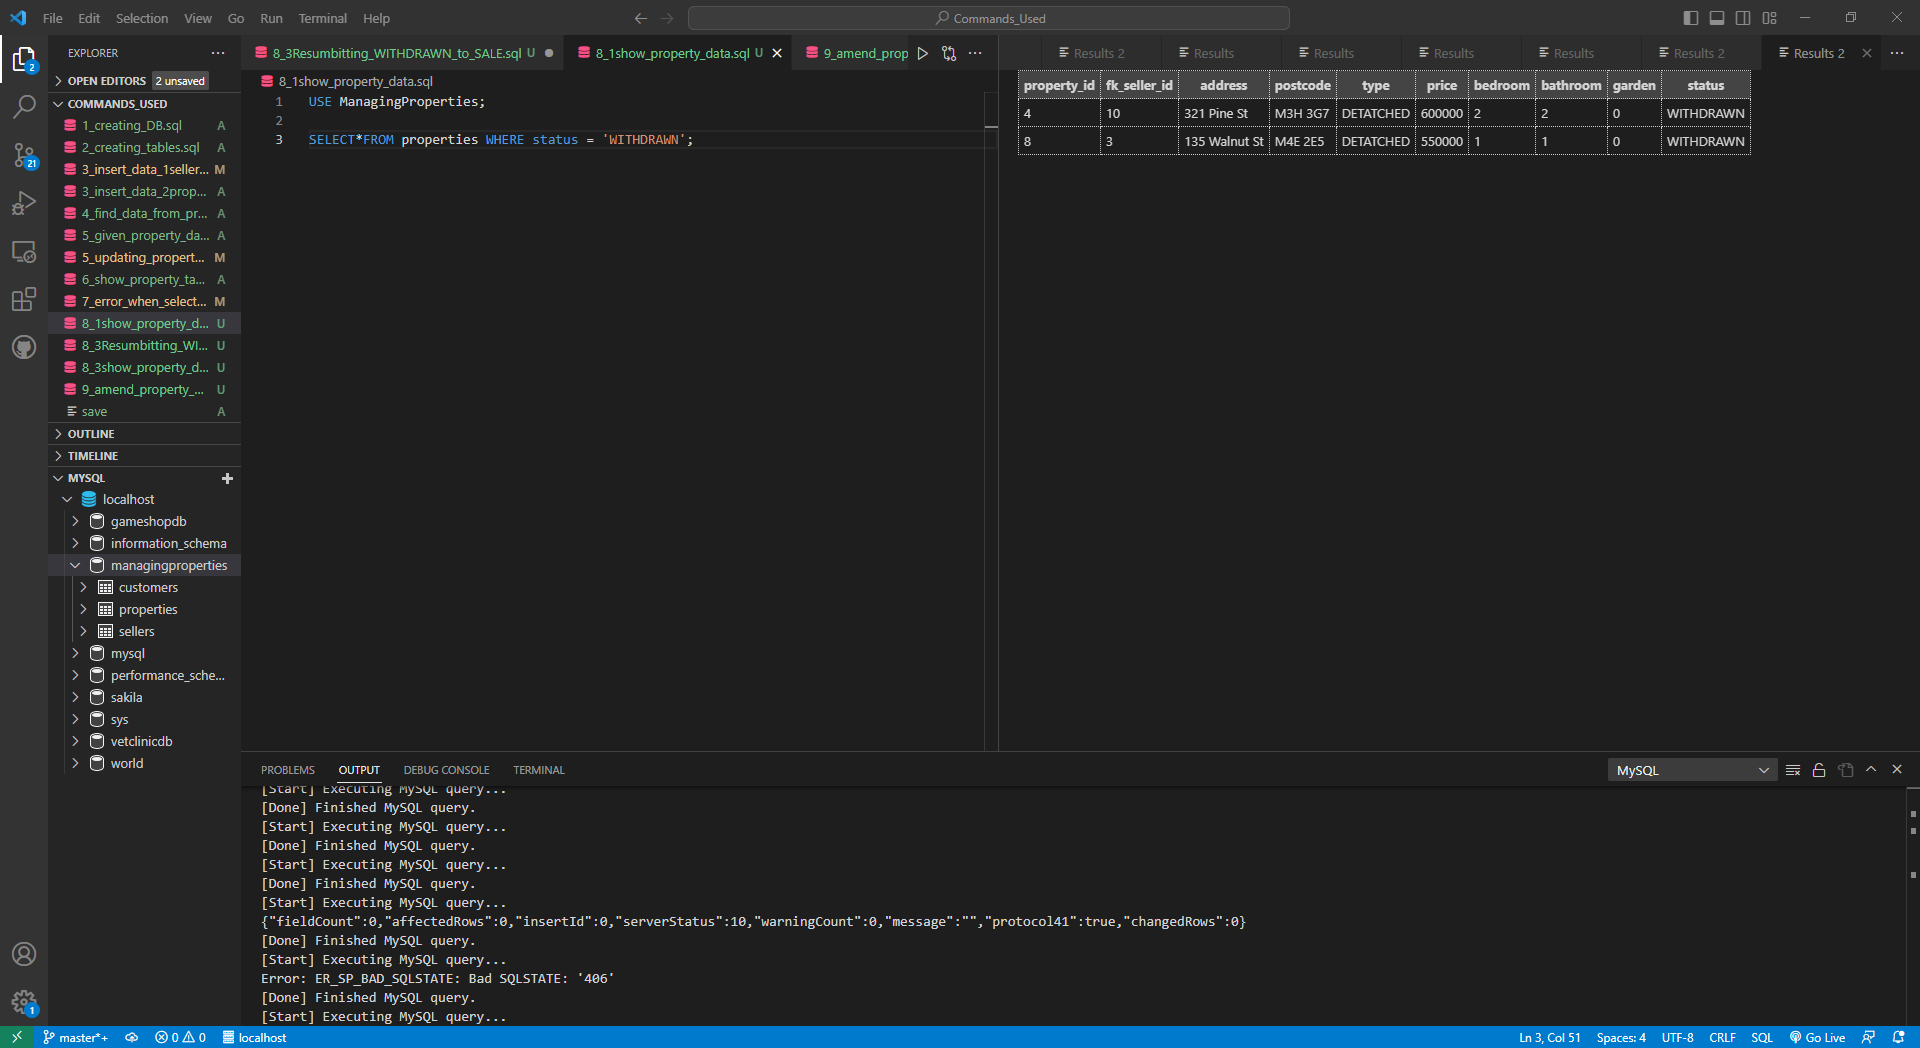 File Edit Selection View Go Run Terminal Help
Commands_Used
EXPLORER
OPEN EDITORS 2 unsaved
COMMANDS_USED
1_creating_DB.sql A
2_creating_tables.sql A
3_insert_data_1seller... M
3_insert_data_2prop... A
4_find_data_from_pr... A
5_given_property_da... A
5_updating_propert... M
6_show_property_ta... A
7_error_when_select... M
8_1show_property_d... U
8_3Resumbitting_WI... U
8_3show_property_d... U
9_amend_property_... U
save A
OUTLINE
TIMELINE
MYSQL
localhost
gameshopdb
information_schema
managingproperties
customers
properties
sellers
mysql
performance_sche...
sakila
sys
vetclinicdb
world
2
21
1
8_3Resumbitting_WITHDRAWN_to_SALE.sql U
8_1show_property_data.sql U
9_amend_prop
8_1show_property_data.sql
1 USE ManagingProperties;
2
3 SELECT*FROM properties WHERE status = 'WITHDRAWN';
Results 2 Results Results Results Results Results 2 Results 2
property_id fk_seller_id address postcode type price bedroom bathroom garden status
4 10 321 Pine St M3H 3G7 DETATCHED 600000 2 2 0 WITHDRAWN
8 3 135 Walnut St M4E 2E5 DETATCHED 550000 1 1 0 WITHDRAWN
PROBLEMS OUTPUT DEBUG CONSOLE TERMINAL
MySQL
[Start] Executing MySQL query...
[Done] Finished MySQL query.
[Start] Executing MySQL query...
[Done] Finished MySQL query.
[Start] Executing MySQL query...
[Done] Finished MySQL query.
[Start] Executing MySQL query...
{"fieldCount":0,"affectedRows":0,"insertId":0,"serverStatus":10,"warningCount":0,"message":"","protocol41":true,"changedRows":0}
[Done] Finished MySQL query.
[Start] Executing MySQL query...
Error: ER_SP_BAD_SQLSTATE: Bad SQLSTATE: '406'
[Done] Finished MySQL query.
[Start] Executing MySQL query...
master*+ 0 0 localhost
Ln 3, Col 51 Spaces: 4 UTF-8 CRLF SQL Go Live